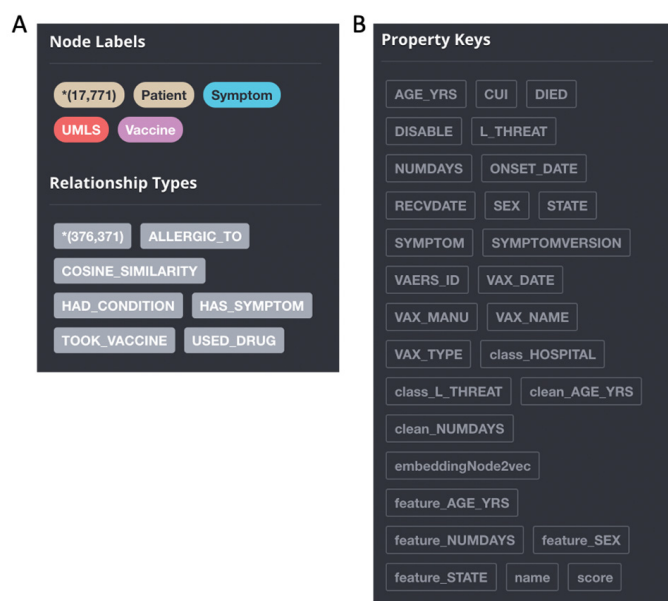 A
Node Labels
*(17,771) Patient Symptom
UMLS Vaccine
Relationship Types
*(376,371) ALLERGIC_TO
COSINE_SIMILARITY
HAD_CONDITION HAS_SYMPTOM
TOOK_VACCINE USED_DRUG
B
Property Keys
AGE_YRS CUI DIED
DISABLE L_THREAT
NUMDAYS ONSET_DATE
RECVDATE SEX STATE
SYMPTOM SYMPTOMVERSION
VAERS_ID VAX_DATE
VAX_MANU VAX_NAME
VAX_TYPE class_HOSPITAL
class_L_THREAT clean_AGE_YRS
clean_NUMDAYS
embeddingNode2vec
feature_AGE_YRS
feature_NUMDAYS feature_SEX
feature_STATE name score